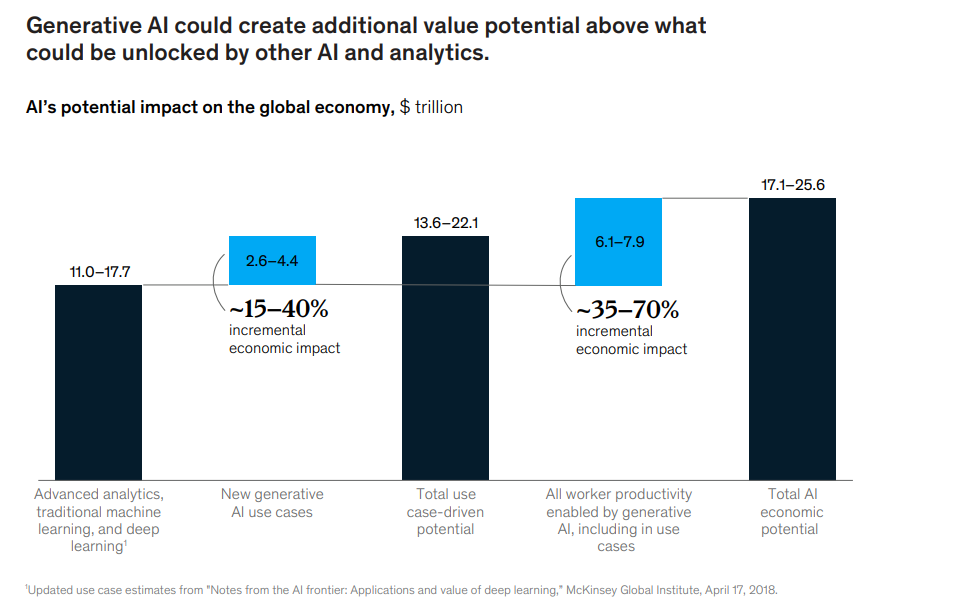 Generative AI could create additional value potential above what
could be unlocked by other AI and analytics.
AI’s potential impact on the global economy, $ trillion
11.0–17.7
2.6–4.4
~15–40%
incremental
economic impact
13.6–22.1
6.1–7.9
~35–70%
incremental
economic impact
17.1–25.6
Advanced analytics,
traditional machine
learning, and deep
learning¹
New generative
AI use cases
Total use
case-driven
potential
All worker productivity
enabled by generative
AI, including in use
cases
Total AI
economic
potential
¹Updated use case estimates from "Notes from the AI frontier: Applications and value of deep learning," McKinsey Global Institute, April 17, 2018.